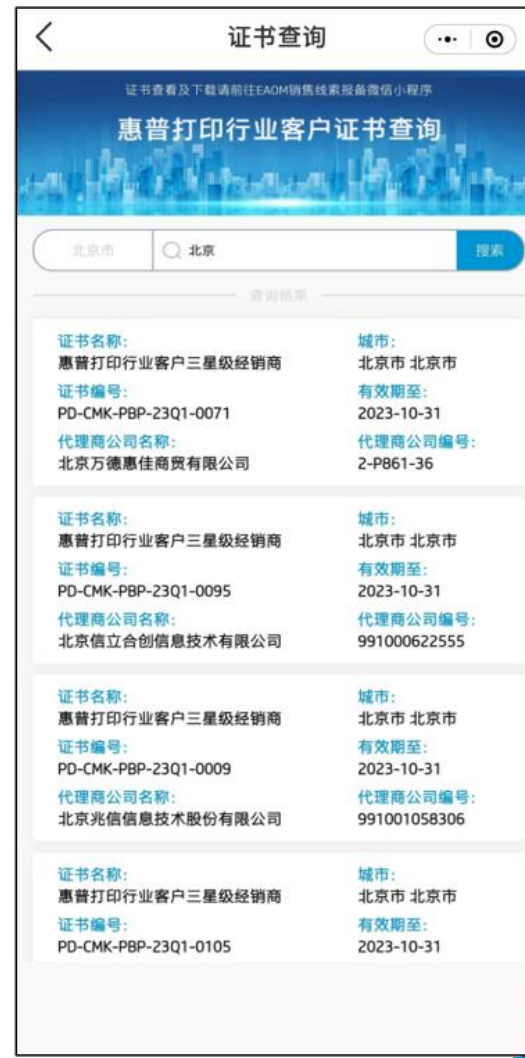 证书查询
证书查看及下载请前往EAOM销售线索报备微信小程序
惠普打印行业客户证书查询
北京市 北京 搜索
查询结果
证书名称: 城市:
惠普打印行业客户三星级经销商 北京市 北京市
证书编号: 有效期至:
PD-CMK-PBP-23Q1-0071 2023-10-31
代理商公司名称: 代理商公司编号:
北京万德惠佳商贸有限公司 2-P861-36
证书名称: 城市:
惠普打印行业客户三星级经销商 北京市 北京市
证书编号: 有效期至:
PD-CMK-PBP-23Q1-0095 2023-10-31
代理商公司名称: 代理商公司编号:
北京信立合创信息技术有限公司 991000622555
证书名称: 城市:
惠普打印行业客户三星级经销商 北京市 北京市
证书编号: 有效期至:
PD-CMK-PBP-23Q1-0009 2023-10-31
代理商公司名称: 代理商公司编号:
北京兆信信息技术股份有限公司 991001058306
证书名称: 城市:
惠普打印行业客户三星级经销商 北京市 北京市
证书编号: 有效期至:
PD-CMK-PBP-23Q1-0105 2023-10-31